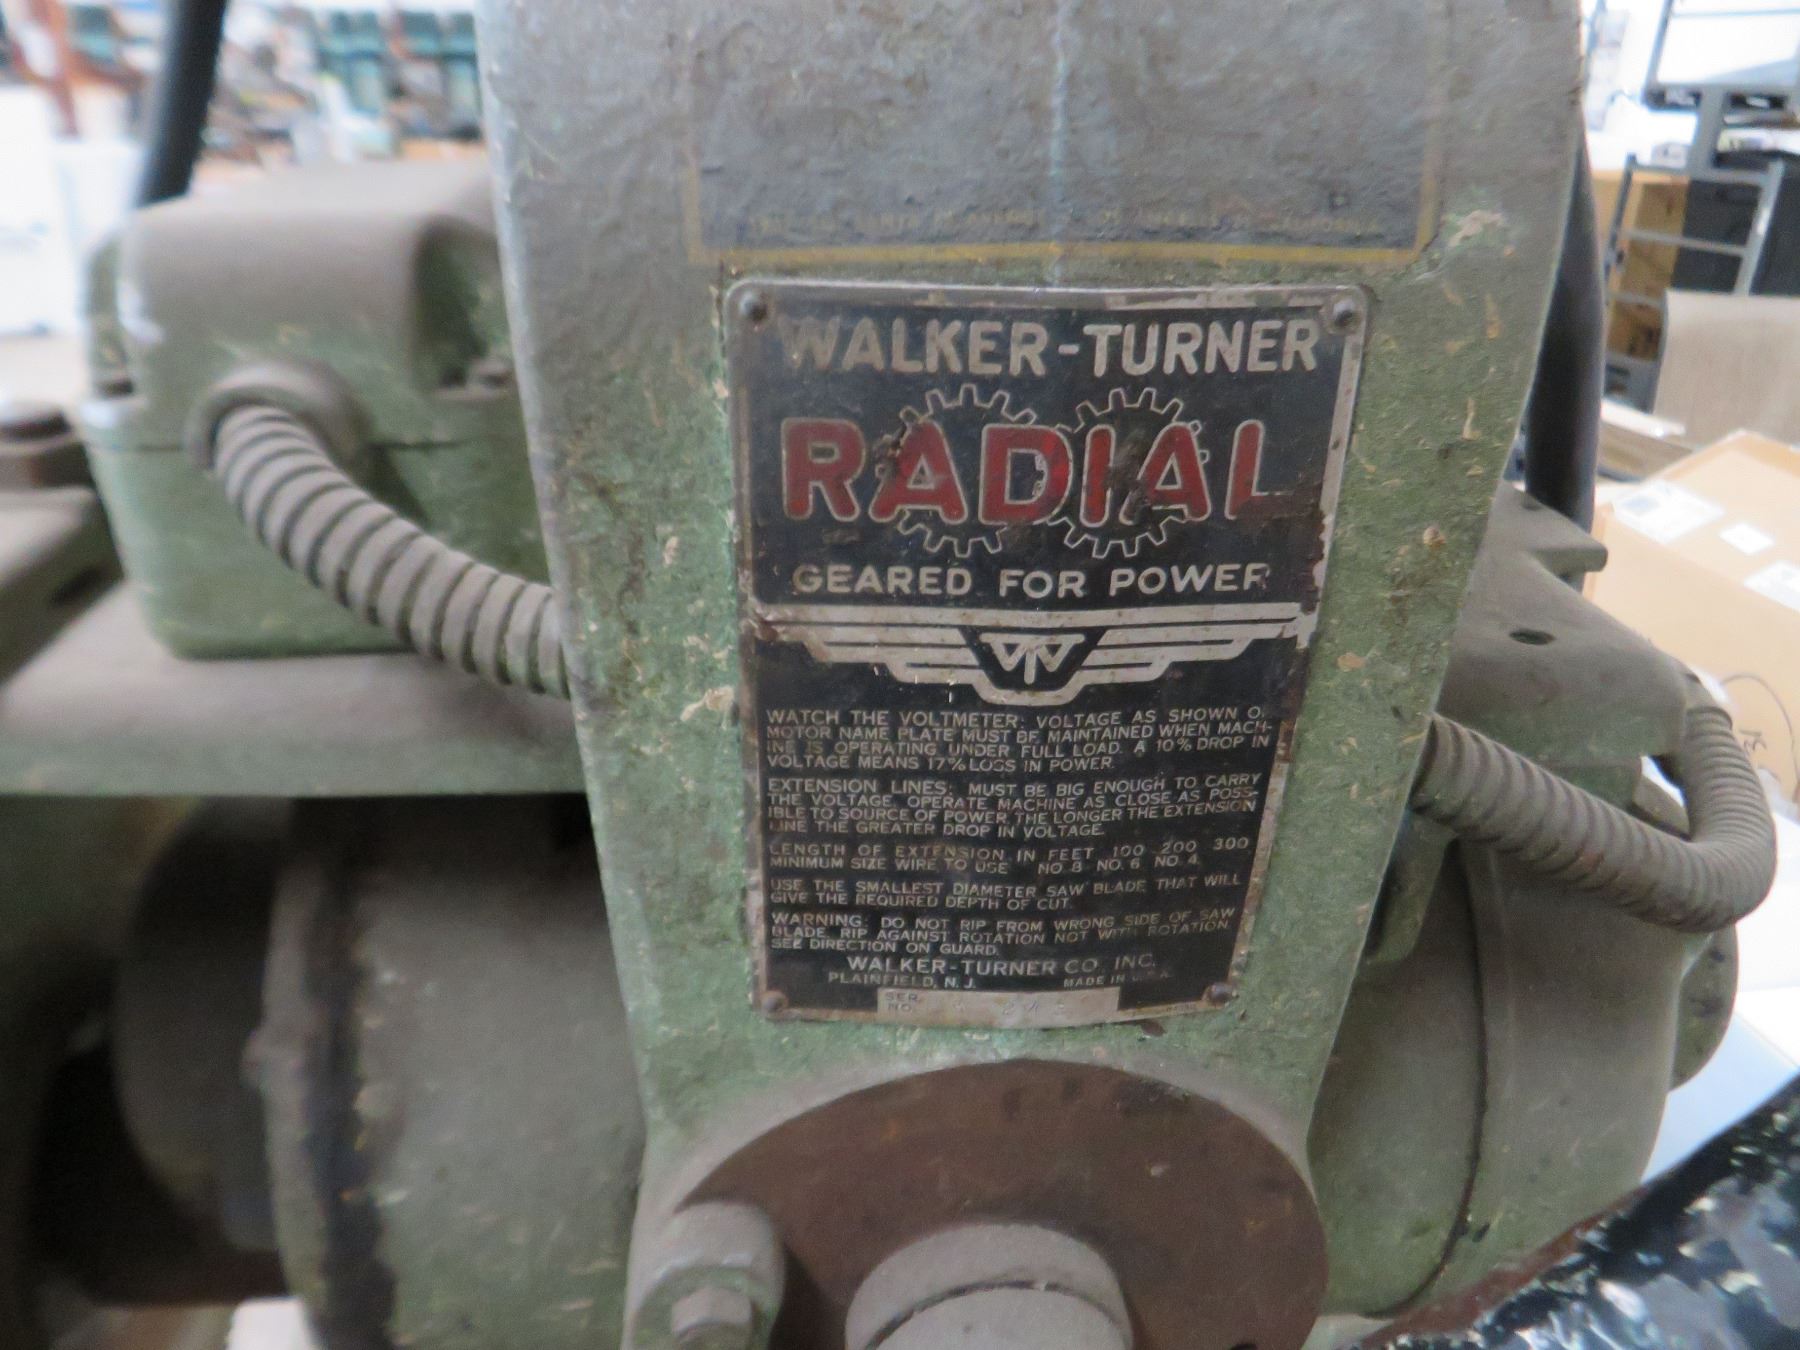 WALKER-TURNER
RADIAL
GEARED FOR POWER
WT
WATCH THE VOLTMETER: VOLTAGE AS SHOWN O
MOTOR NAME PLATE MUST BE MAINTAINED WHEN MACH-
INE IS OPERATING UNDER FULL LOAD. A 10% DROP IN
VOLTAGE MEANS 17% LOSS IN POWER.
EXTENSION LINES: MUST BE BIG ENOUGH TO CARRY
THE VOLTAGE. OPERATE MACHINE AS CLOSE AS POSS-
IBLE TO SOURCE OF POWER. THE LONGER THE EXTENSION
LINE THE GREATER DROP IN VOLTAGE.
LENGTH OF EXTENSION IN FEET 100 200 300
MINIMUM SIZE WIRE TO USE NO. 8 NO. 6 NO. 4
USE THE SMALLEST DIAMETER SAW BLADE THAT WILL
GIVE THE REQUIRED DEPTH OF CUT.
WARNING: DO NOT RIP FROM WRONG SIDE OF SAW
BLADE. RIP AGAINST ROTATION NOT WITH ROTATION.
SEE DIRECTION ON GUARD.
WALKER-TURNER CO. INC.
PLAINFIELD, N. J. MADE IN U.S.A.
SER.
NO.